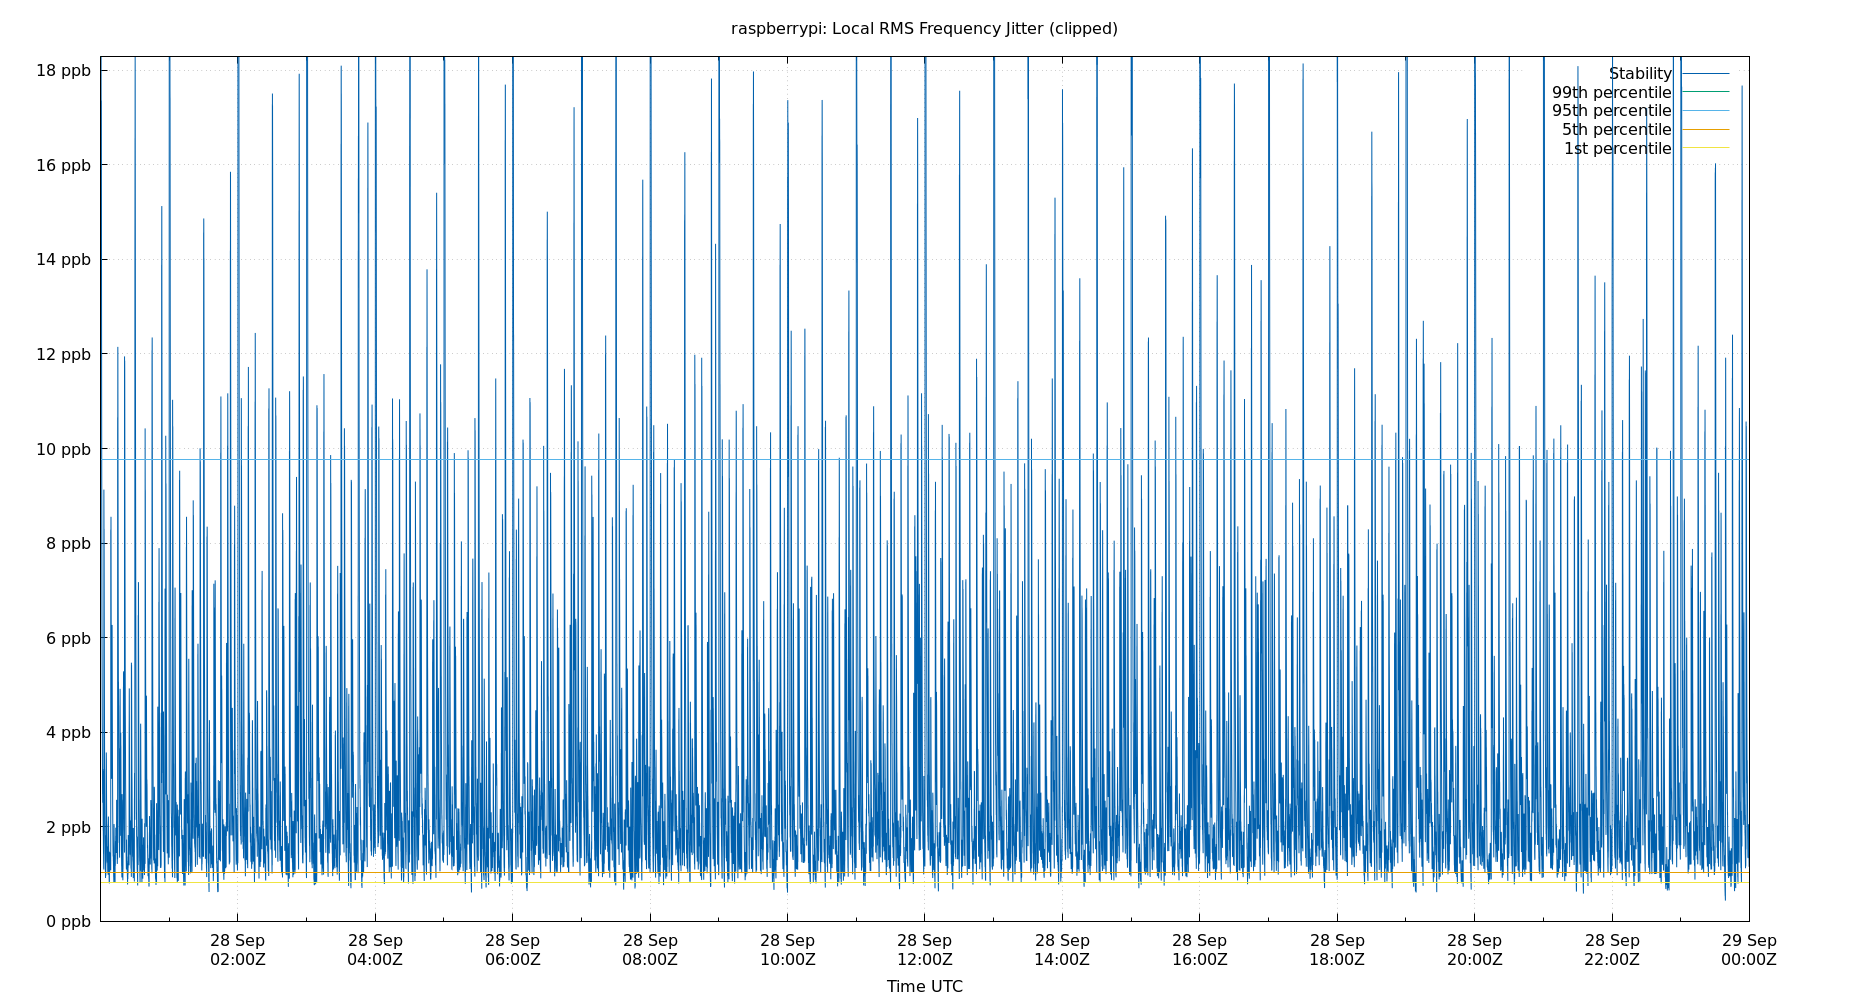 raspberrypi: Local RMS Frequency Jitter (clipped)
18 ppb
16 ppb
14 ppb
12 ppb
10 ppb
8 ppb
6 ppb
4 ppb
2 ppb
0 ppb
Stability
99th percentile
95th percentile
5th percentile
1st percentile
28 Sep
02:00Z
28 Sep
04:00Z
28 Sep
06:00Z
28 Sep
08:00Z
28 Sep
10:00Z
28 Sep
12:00Z
28 Sep
14:00Z
28 Sep
16:00Z
28 Sep
18:00Z
28 Sep
20:00Z
28 Sep
22:00Z
29 Sep
00:00Z
Time UTC